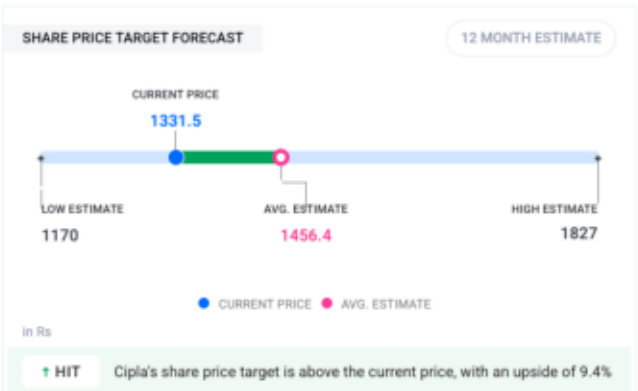 SHARE PRICE TARGET FORECAST
12 MONTH ESTIMATE
CURRENT PRICE
1331.5
LOW ESTIMATE
AVG. ESTIMATE
HIGH ESTIMATE
1170
1456.4
1827
CURRENT PRICE
AVG. ESTIMATE
in Rs
↑ HIT
Cipla's share price target is above the current price, with an upside of 9.4%